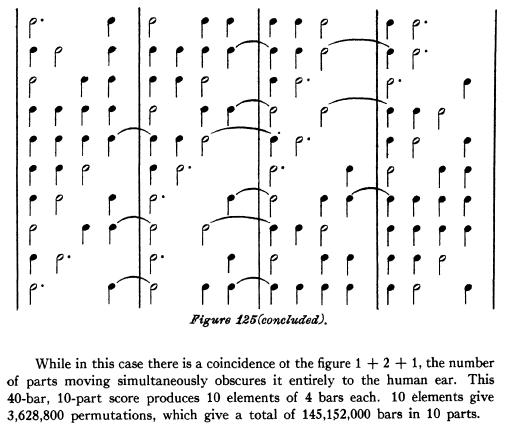 Figure 125(concluded).
While in this case there is a coincidence of the figure 1 + 2 + 1, the number
of parts moving simultaneously obscures it entirely to the human ear. This
40-bar, 10-part score produces 10 elements of 4 bars each. 10 elements give
3,628,800 permutations, which give a total of 145,152,000 bars in 10 parts.